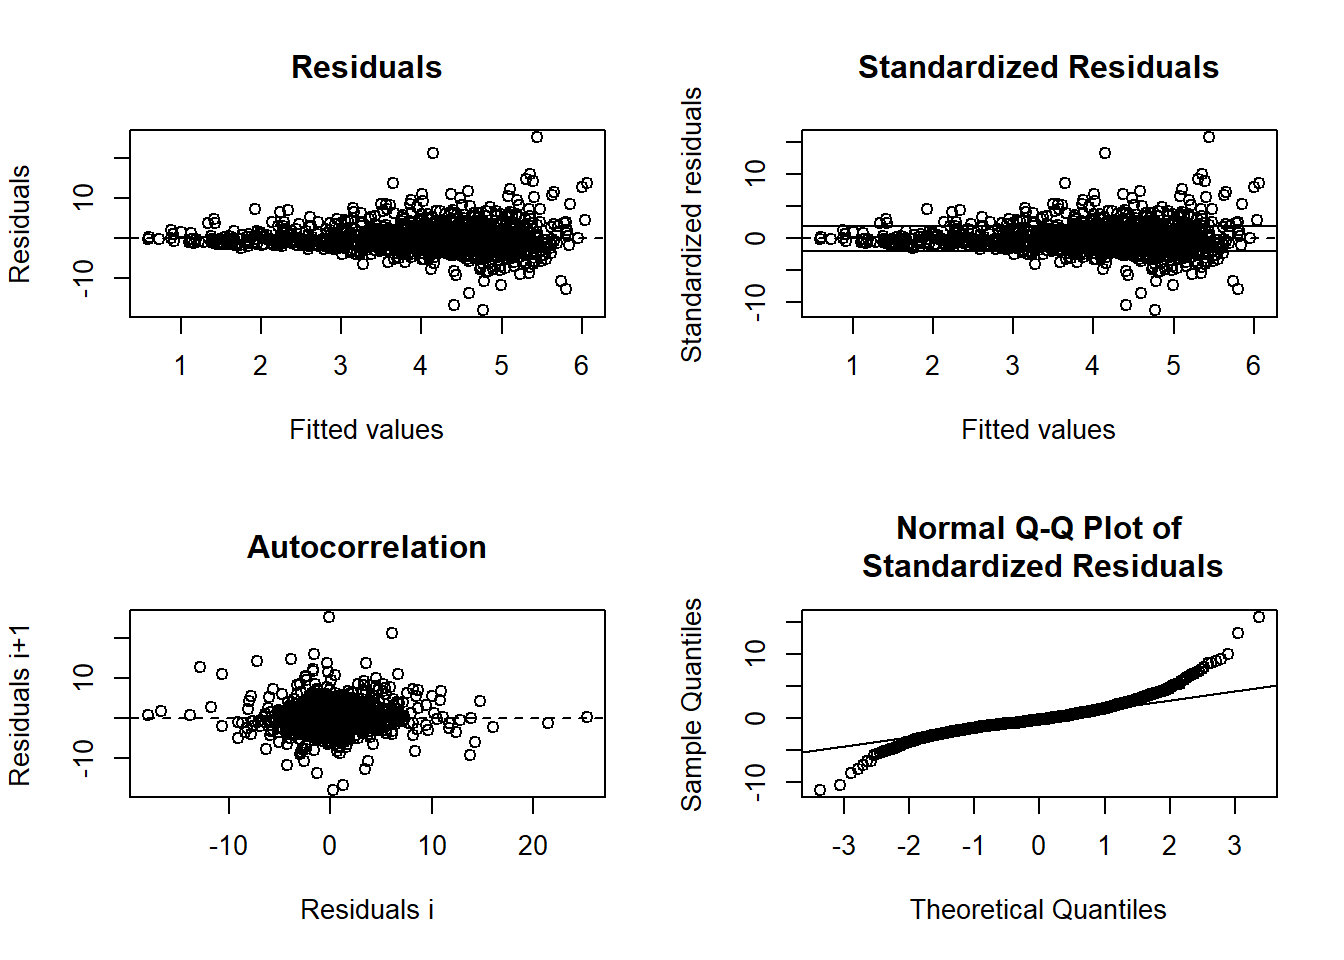 Residuals
Residuals
10
-10
1 2 3 4 5 6
Fitted values
Standardized Residuals
Standardized residuals
10
0
-10
1 2 3 4 5 6
Fitted values
Autocorrelation
Residuals i+1
10
-10
-10 0 10 20
Residuals i
Normal Q-Q Plot of
Standardized Residuals
Sample Quantiles
10
0
-10
-3 -2 -1 0 1 2 3
Theoretical Quantiles